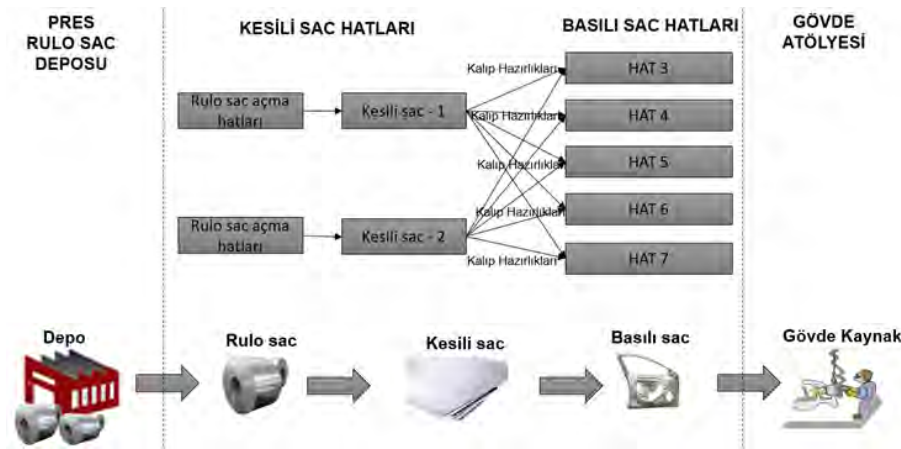 PRES
RULO SAC
DEPOSU
KESİLİ SAC HATLARI
BASILI SAC HATLARI
GÖVDE
ATÖLYESİ
Rulo sac açma
hatları
Kesili sac - 1
Rulo sac açma
hatları
Kesili sac - 2
Kalıp Hazırlıkları
Kalıp Hazırlıkları
Kalıp Hazırlıkları
Kalıp Hazırlıkları
Kalıp Hazırlıkları
HAT 3
HAT 4
HAT 5
HAT 6
HAT 7
Depo
Rulo sac
Kesili sac
Basılı sac
Gövde Kaynak